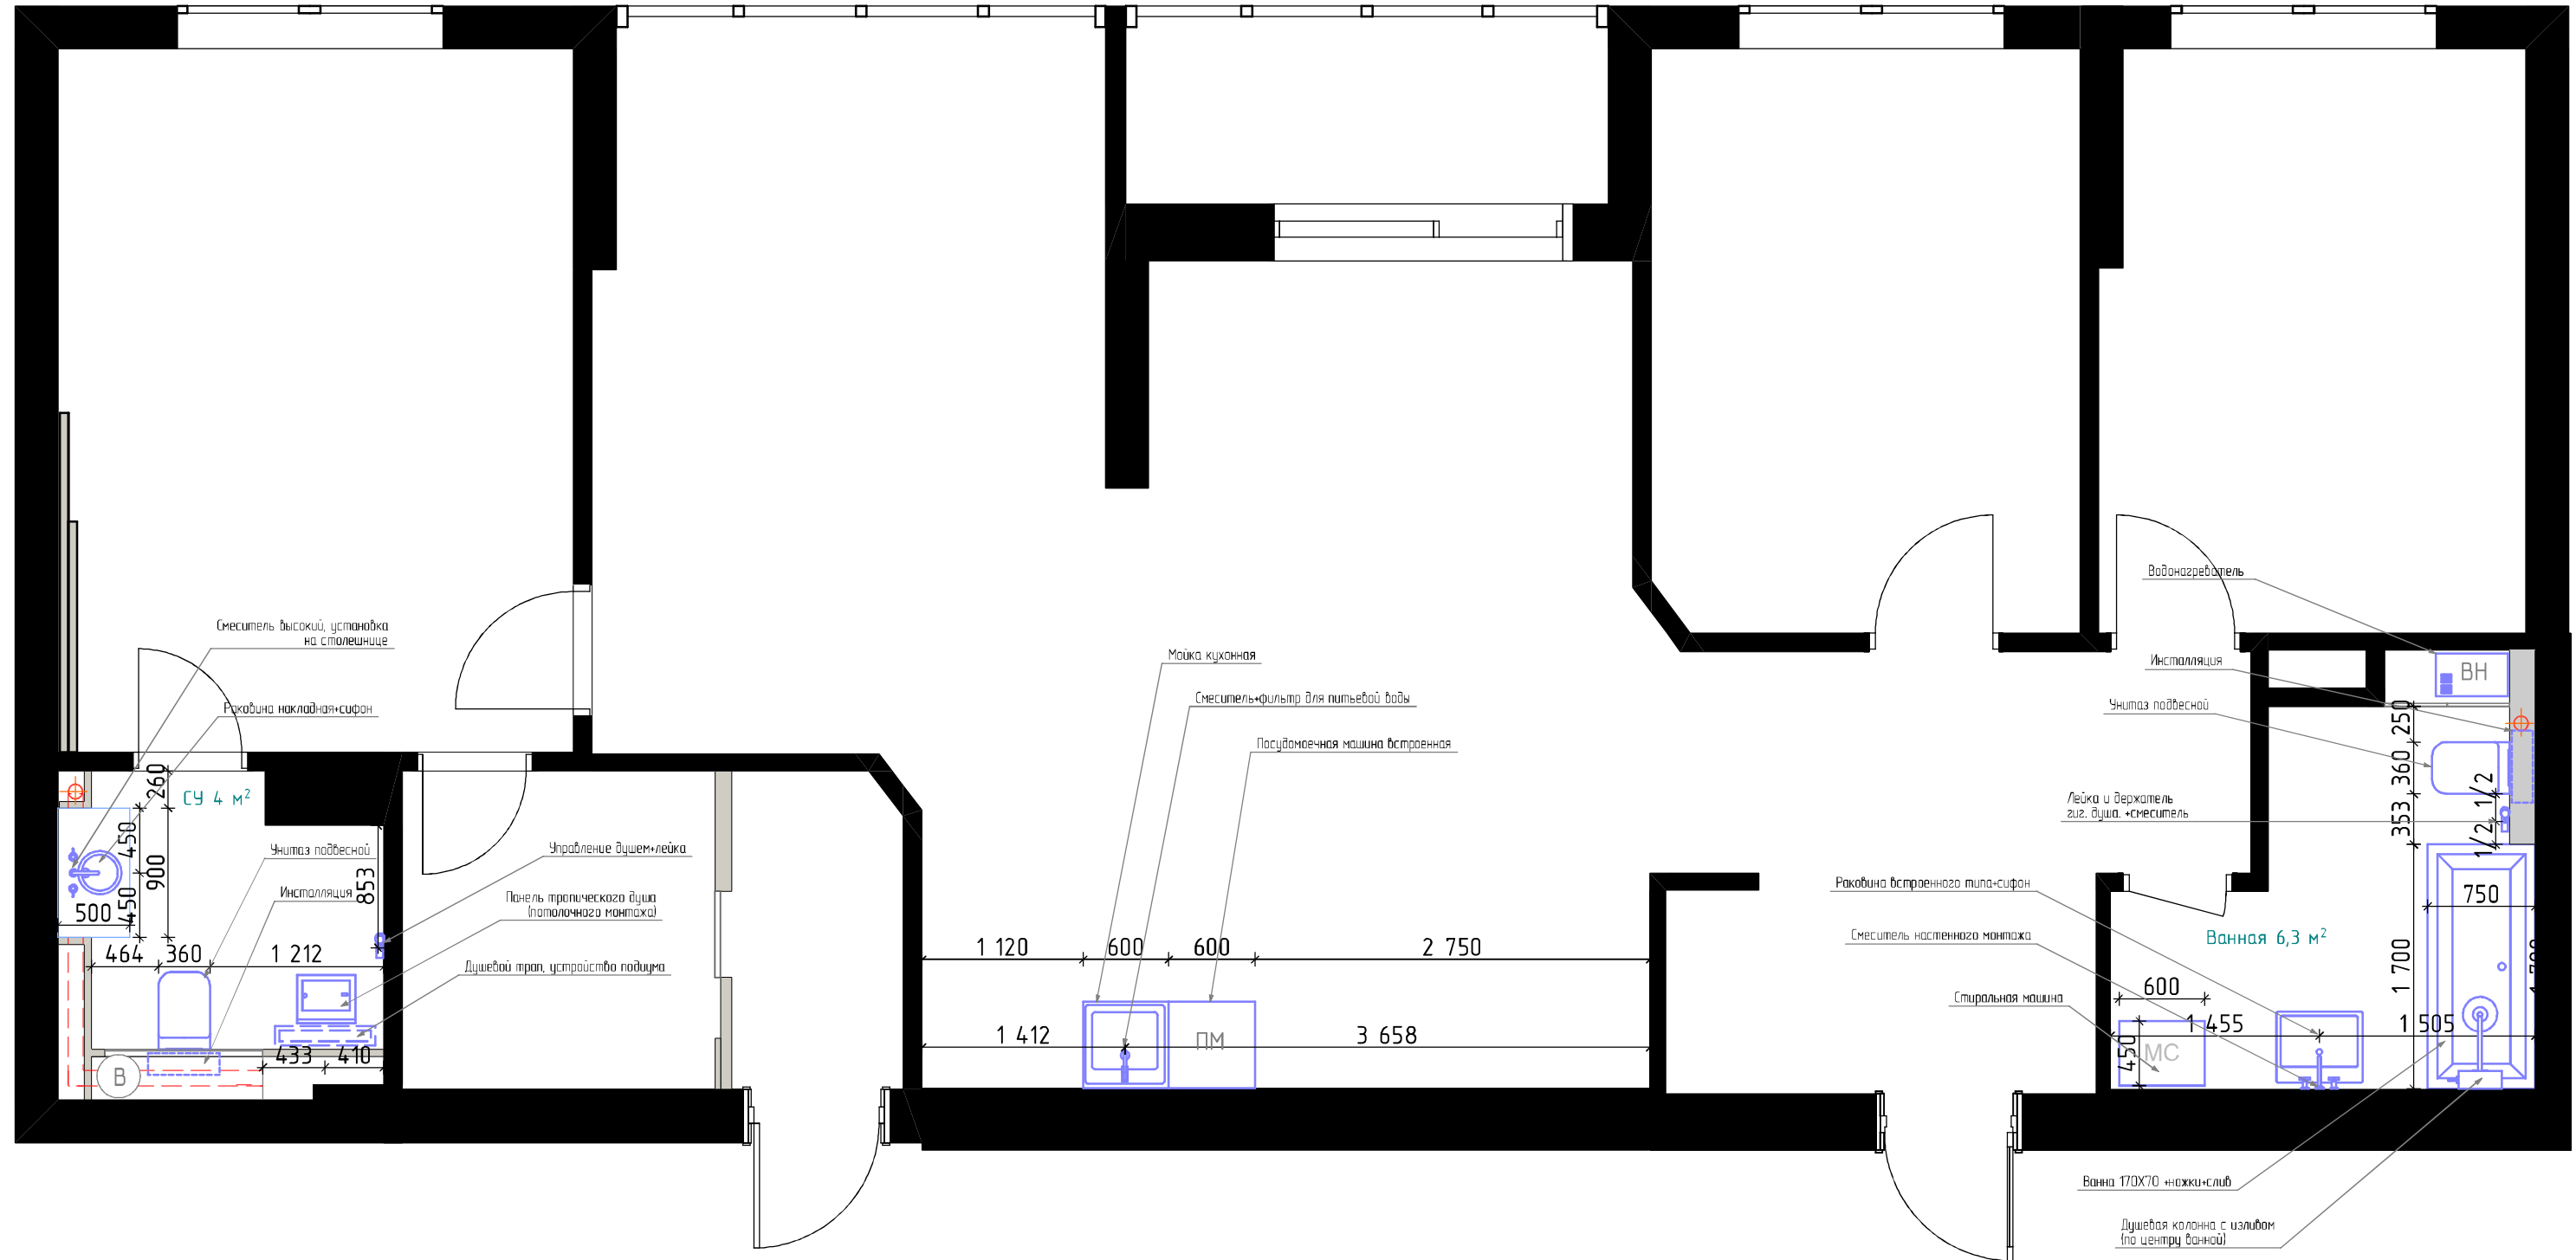 Смеситель высокий, установка
на столешнице
Раковина накладная+сифон
СУ 4 м²
260
450
900
450
500
Унитаз подвесной
Инсталляция
853
464
360
1 212
433
410
В
Управление душем+лейка
Панель тропического душа
(потолочного монтажа)
Душевой трап, устройство подиума
Мойка кухонная
Смеситель+фильтр для питьевой воды
Посудомоечная машина встроенная
1 120
600
600
2 750
1 412
3 658
ПМ
Водонагреватель
Инсталляция
Унитаз подвесной
Лейка и держатель
гиг. душа. +смеситель
ВН
250
360
353
1/2
1/2
Раковина встроенного типа+сифон
Смеситель настенного монтажа
Стиральная машина
Ванная 6,3 м²
750
1 700
600
1 455
1 505
450
МС
Ванна 170X70 +ножки+слив
Душевая колонна с изливом
(по центру ванной)